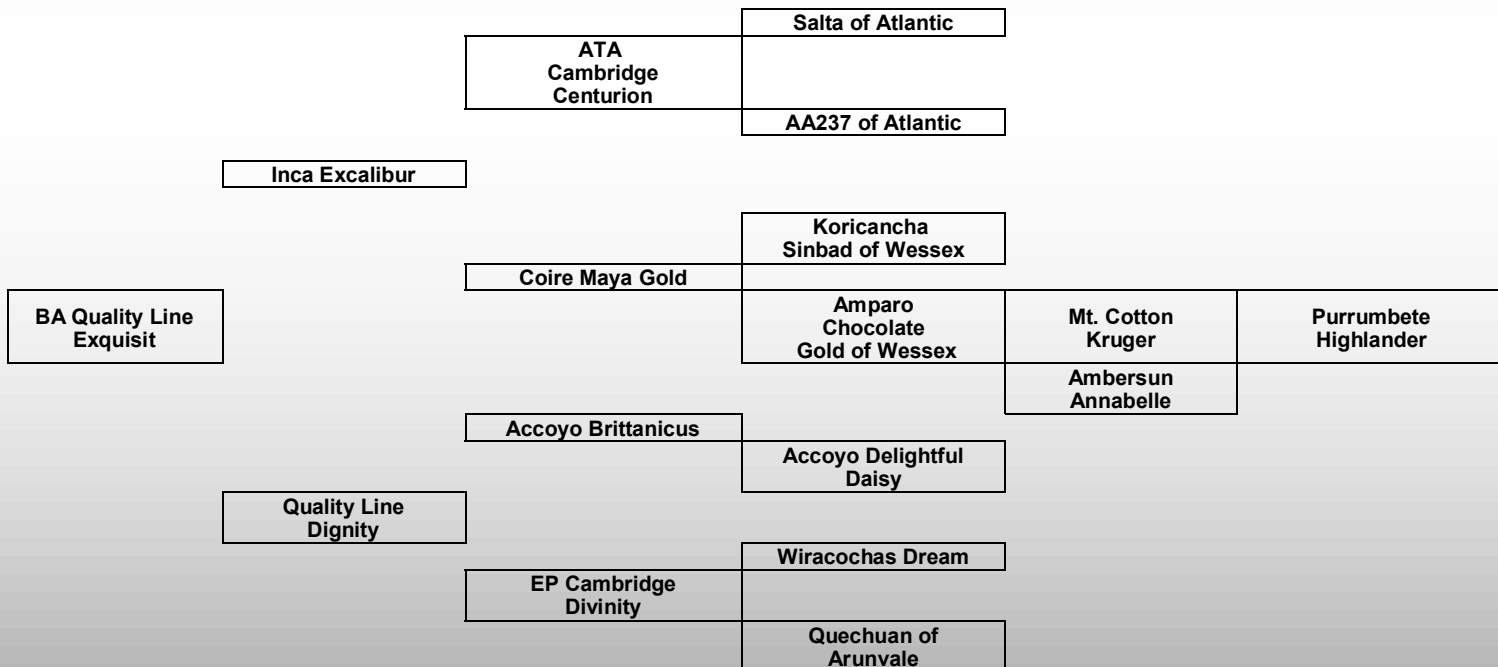 Salta of Atlantic
ATA
Cambridge
Centurion
AA237 of Atlantic
Inca Excalibur
Koricancha
Sinbad of Wessex
Coire Maya Gold
BA Quality Line
Exquisit
Amparo
Chocolate
Gold of Wessex
Mt. Cotton
Kruger
Purrumbete
Highlander
Ambersun
Annabelle
Accoyo Brittanicus
Accoyo Delightful
Daisy
Quality Line
Dignity
Wiracochas Dream
EP Cambridge
Divinity
Quechuan of
Arunvale